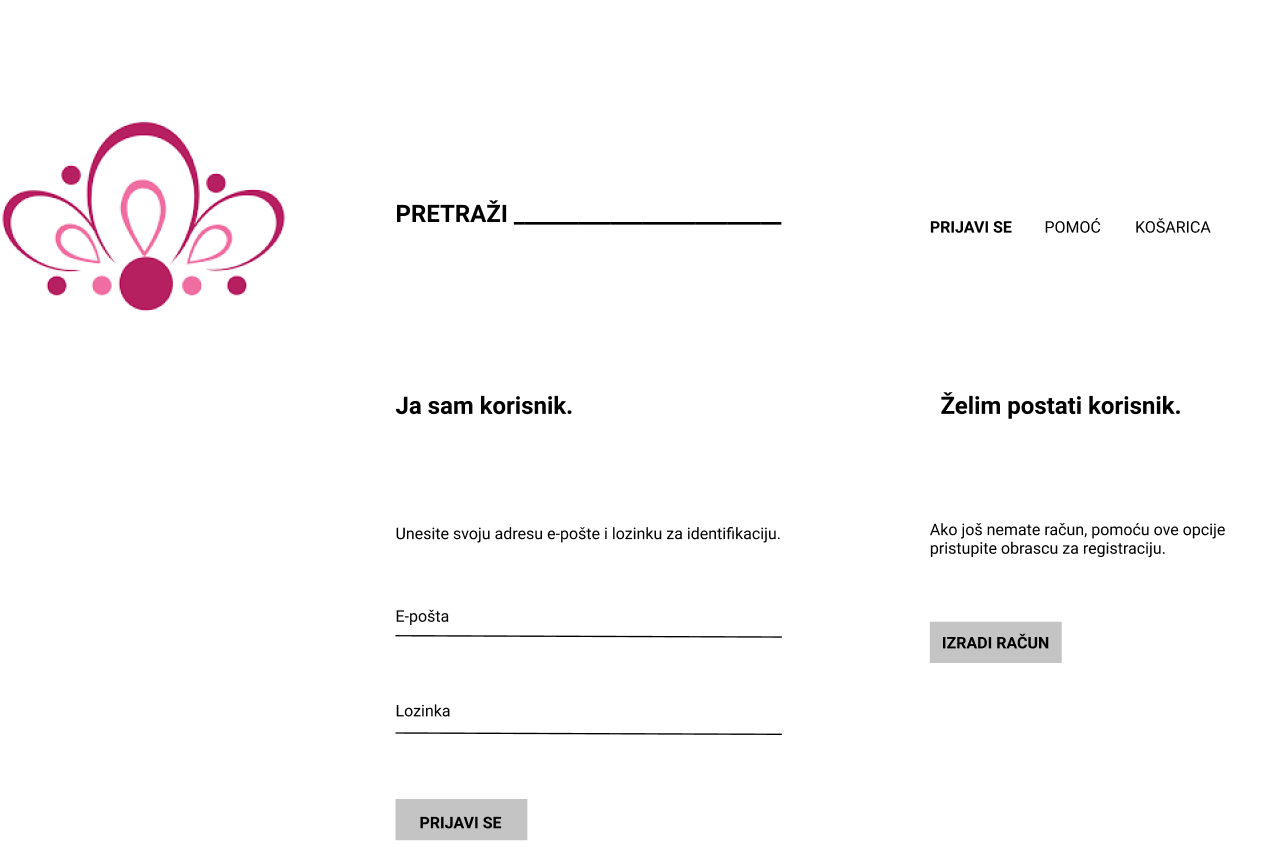 PRETRAŽI ____________________
PRIJAVI SE POMOĆ KOŠARICA
Ja sam korisnik.
Želim postati korisnik.
Unesite svoju adresu e-pošte i lozinku za identifikaciju.
Ako još nemate račun, pomoću ove opcije
pristupite obrascu za registraciju.
E-pošta
IZRADI RAČUN
Lozinka
PRIJAVI SE